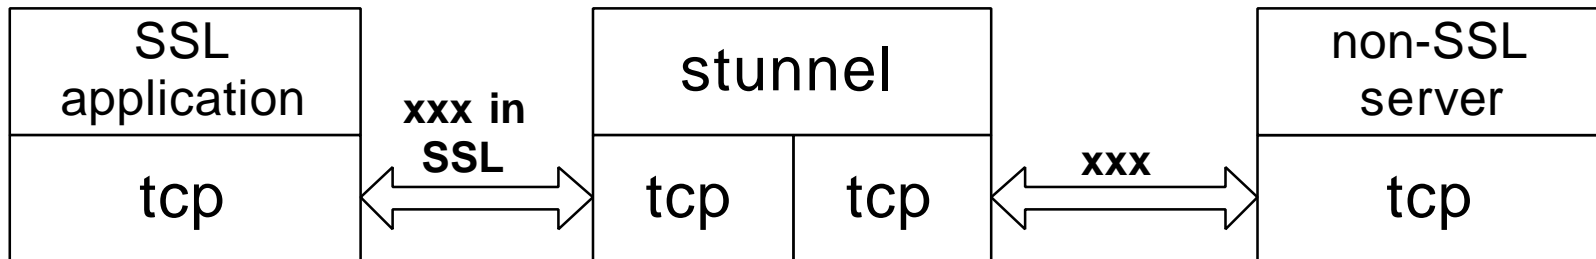 SSL
application
tcp
xxx in
SSL
stunnel
tcp
tcp
xxx
non-SSL
server
tcp